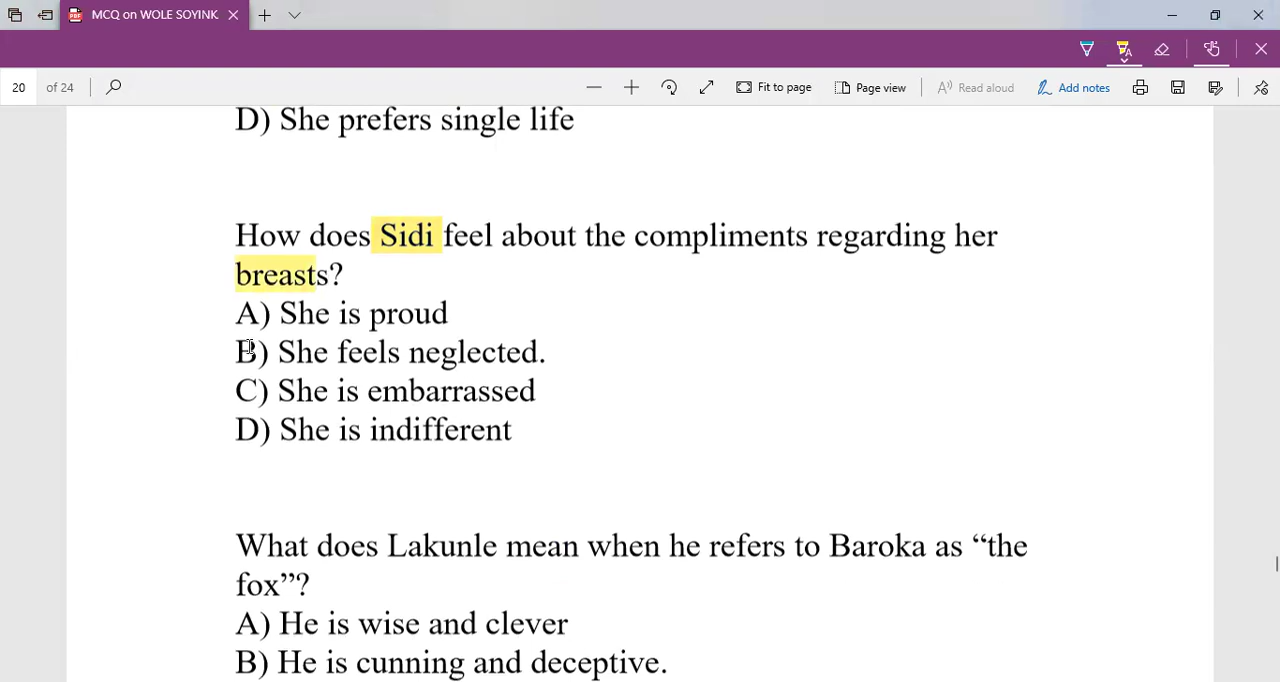 MCQ on WOLE SOYINK
20 of 24
Fit to page
Page view
Read aloud
Add notes
D) She prefers single life
How does Sidi feel about the compliments regarding her
breasts?
A) She is proud
B) She feels neglected.
C) She is embarrassed
D) She is indifferent
What does Lakunle mean when he refers to Baroka as “the
fox”?
A) He is wise and clever
B) He is cunning and deceptive.